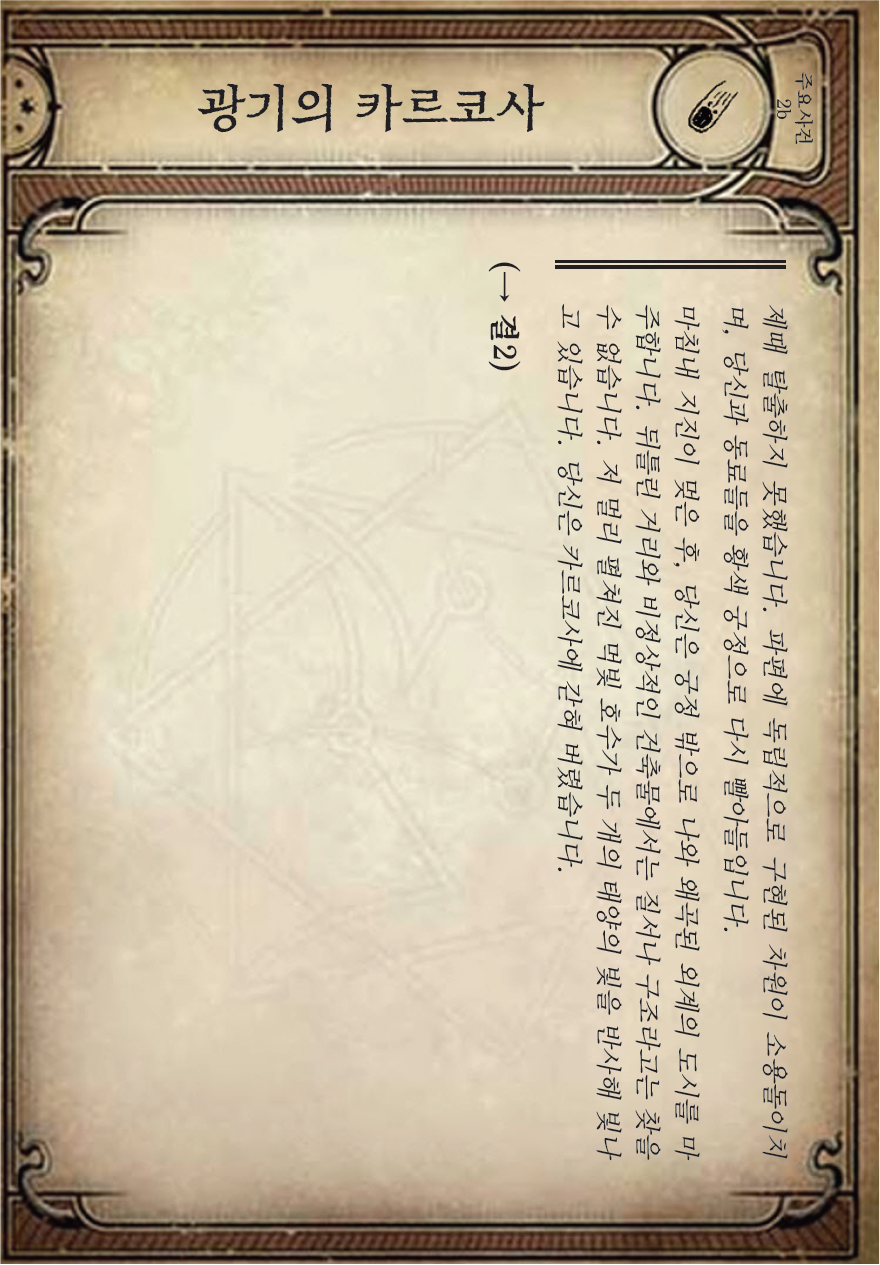 주요사건
2b
광기의 카르코사
제때 탈출하지 못했습니다. 파편에 독립적으로 구현된 차원이 소용돌이치
며, 당신과 동료들을 황색 궁정으로 다시 빨아들입니다.
마침내 지진이 멎은 후, 당신은 궁정 밖으로 나와 왜곡된 외계의 도시를 마
주합니다. 뒤틀린 거리와 비정상적인 건축물에서는 질서나 구조라고는 찾을
수 없습니다. 저 멀리 펼쳐진 먹빛 호수가 두 개의 태양의 빛을 반사해 빛나
고 있습니다. 당신은 카르코사에 갇혀 버렸습니다.
(→ 결2)